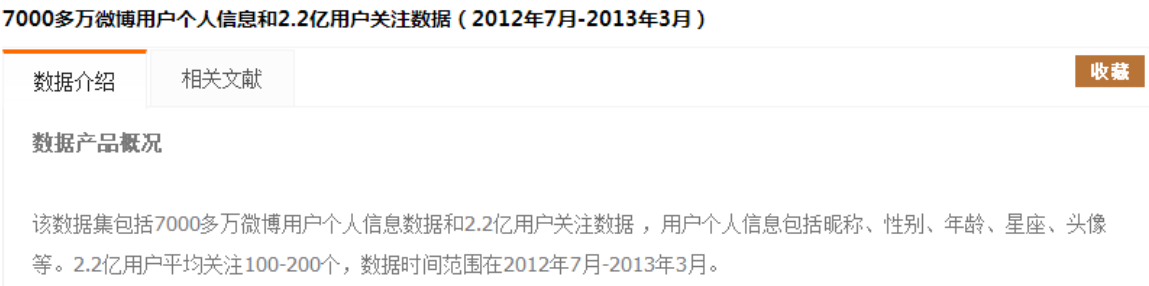 7000多万微博用户个人信息和2.2亿用户关注数据（2012年7月-2013年3月）
数据介绍 相关文献 收藏
数据产品概况
该数据集包括7000多万微博用户个人信息数据和2.2亿用户关注数据，用户个人信息包括昵称、性别、年龄、星座、头像
等。2.2亿用户平均关注100-200个，数据时间范围在2012年7月-2013年3月。